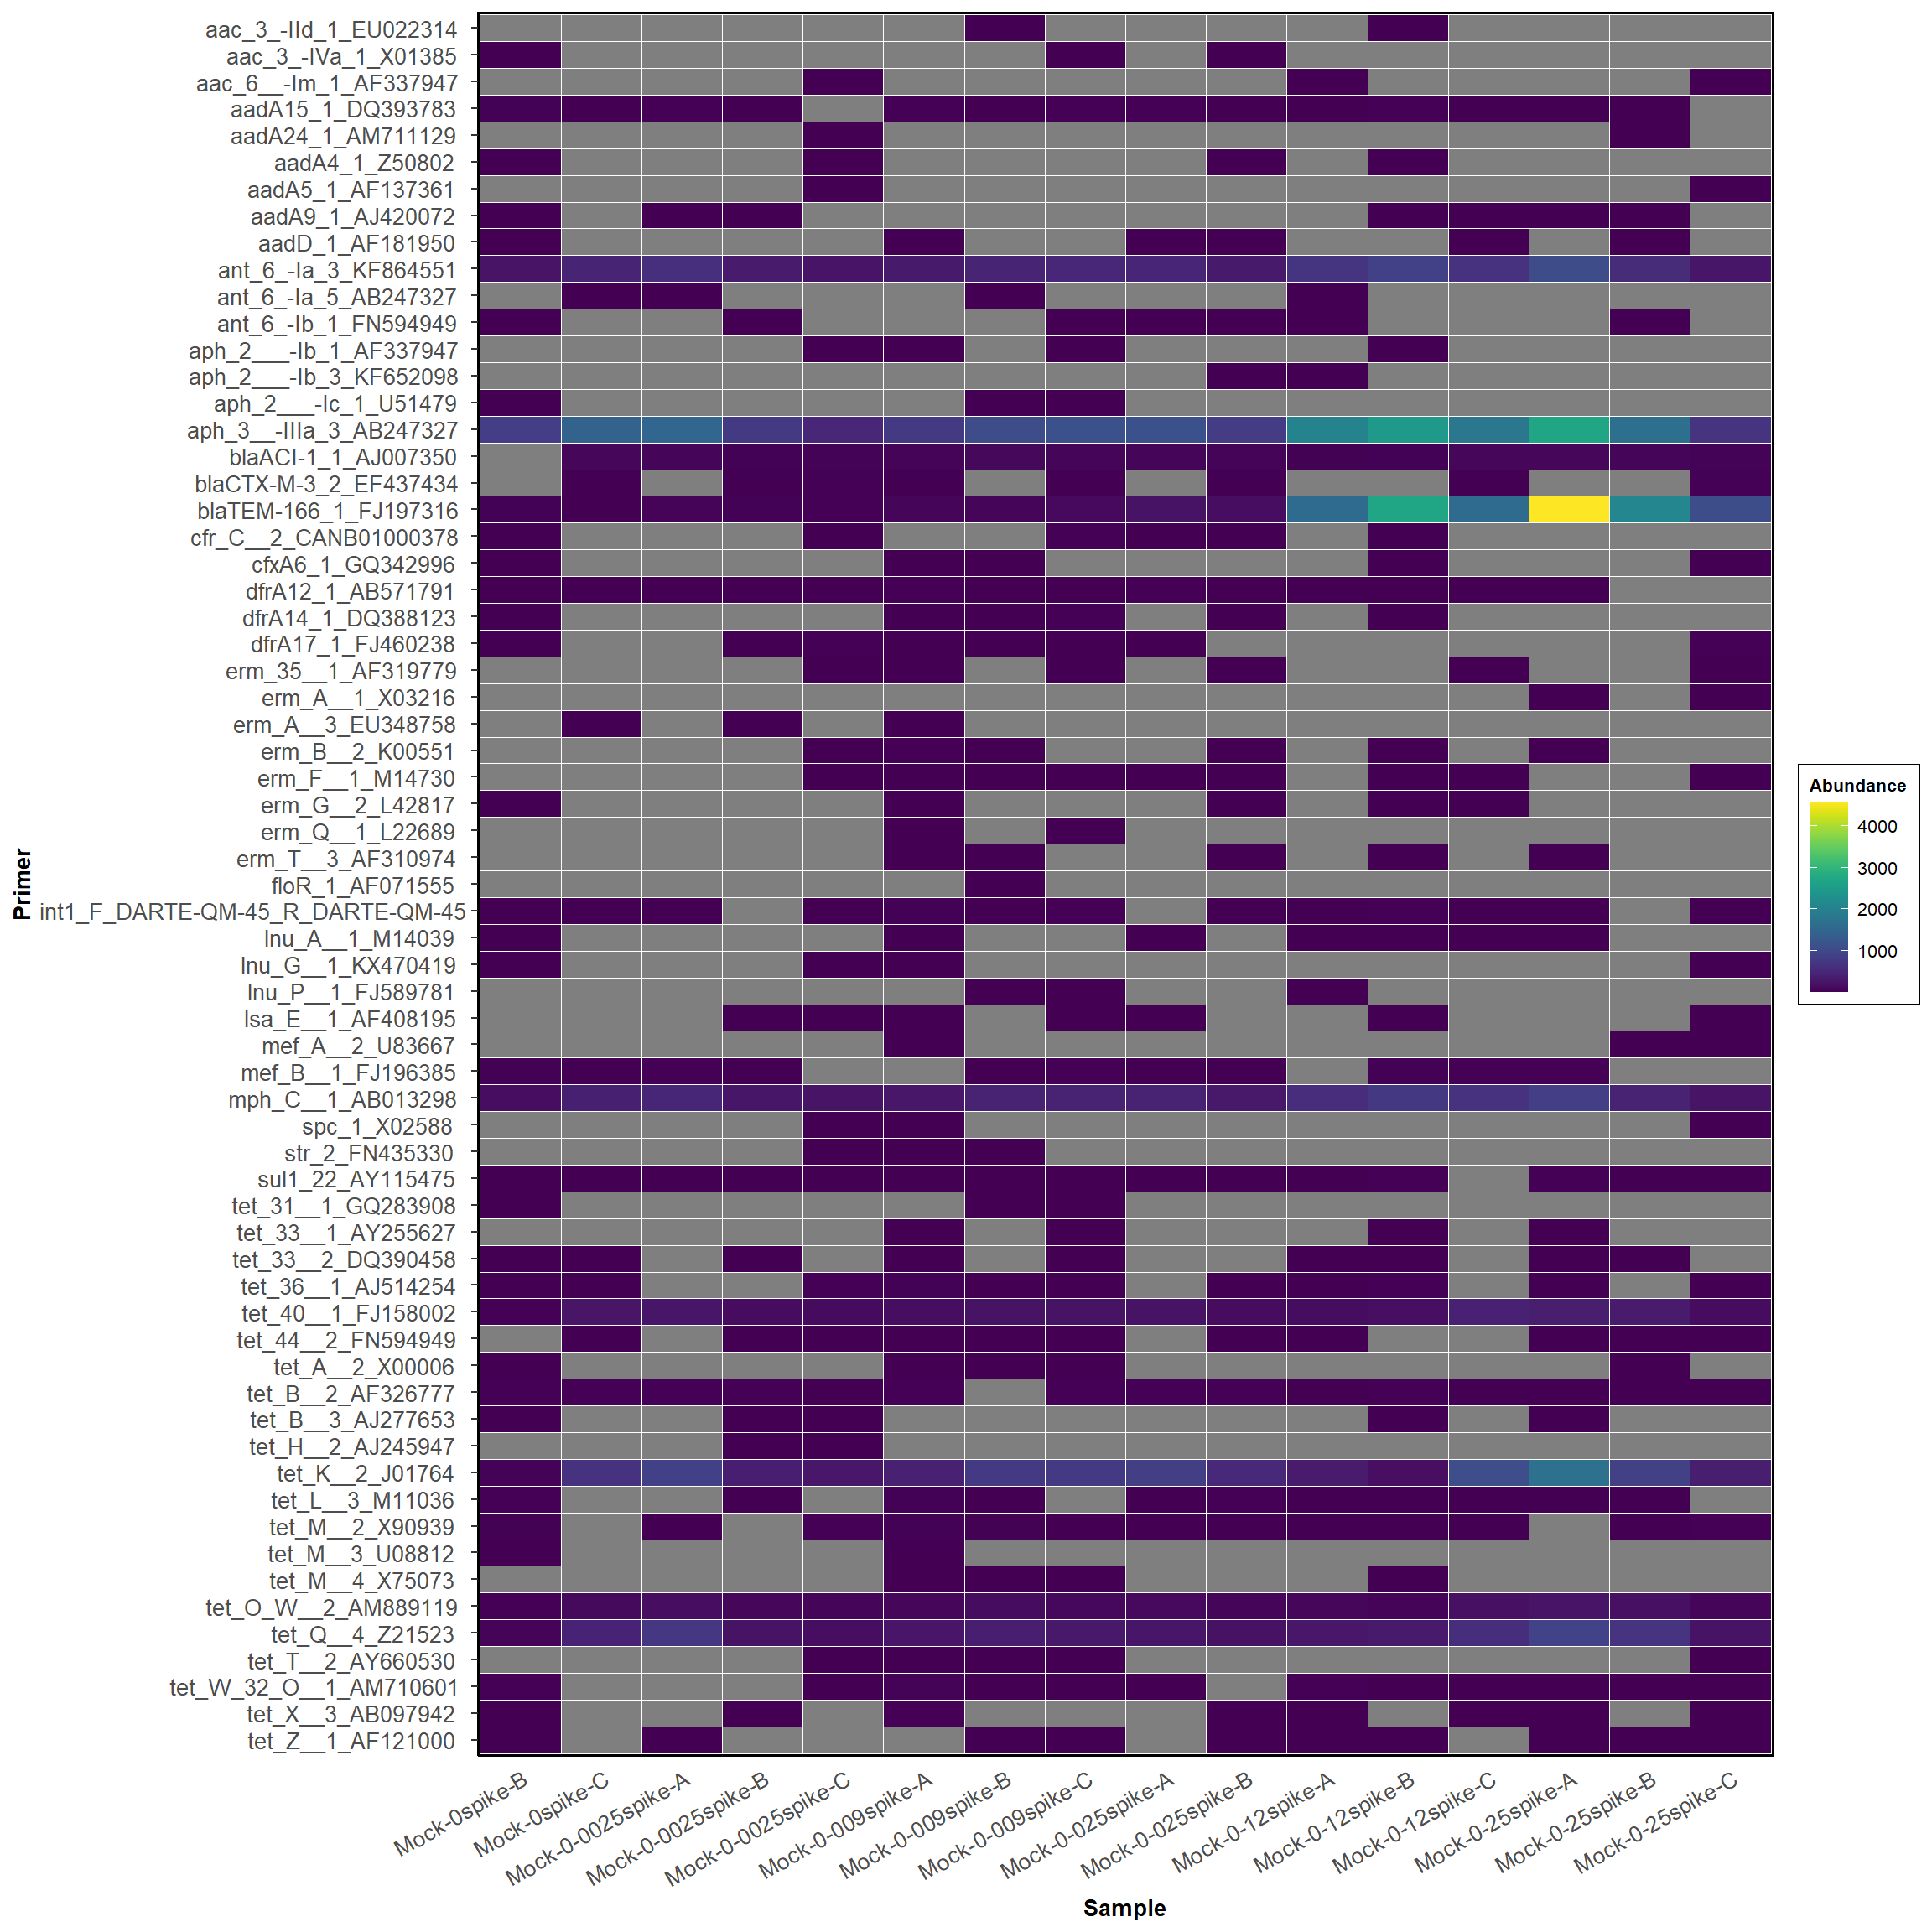 aac_3_-IId_1_EU022314
aac_3_-IVa_1_X01385
aac_6__-Im_1_AF337947
aadA15_1_DQ393783
aadA24_1_AM711129
aadA4_1_Z50802
aadA5_1_AF137361
aadA9_1_AJ420072
aadD_1_AF181950
ant_6_-Ia_3_KF864551
ant_6_-Ia_5_AB247327
ant_6_-Ib_1_FN594949
aph_2___-Ib_1_AF337947
aph_2___-Ib_3_KF652098
aph_2___-Ic_1_U51479
aph_3__-IIIa_3_AB247327
blaACI-1_1_AJ007350
blaCTX-M-3_2_EF437434
blaTEM-166_1_FJ197316
cfr_C__2_CANB01000378
cfxA6_1_GQ342996
dfrA12_1_AB571791
dfrA14_1_DQ388123
dfrA17_1_FJ460238
erm_35__1_AF319779
erm_A__1_X03216
erm_A__3_EU348758
erm_B__2_K00551
erm_F__1_M14730
erm_G__2_L42817
erm_Q__1_L22689
erm_T__3_AF310974
floR_1_AF071555
int1_F_DARTE-QM-45_R_DARTE-QM-45
lnu_A__1_M14039
lnu_G__1_KX470419
lnu_P__1_FJ589781
lsa_E__1_AF408195
mef_A__2_U83667
mef_B__1_FJ196385
mph_C__1_AB013298
spc_1_X02588
str_2_FN435330
sul1_22_AY115475
tet_31__1_GQ283908
tet_33__1_AY255627
tet_33__2_DQ390458
tet_36__1_AJ514254
tet_40__1_FJ158002
tet_44__2_FN594949
tet_A__2_X00006
tet_B__2_AF326777
tet_B__3_AJ277653
tet_H__2_AJ245947
tet_K__2_J01764
tet_L__3_M11036
tet_M__2_X90939
tet_M__3_U08812
tet_M__4_X75073
tet_O_W__2_AM889119
tet_Q__4_Z21523
tet_T__2_AY660530
tet_W_32_O__1_AM710601
tet_X__3_AB097942
tet_Z__1_AF121000
Primer
Mock-0spike-B
Mock-0spike-C
Mock-0-0025spike-A
Mock-0-0025spike-B
Mock-0-0025spike-C
Mock-0-009spike-A
Mock-0-009spike-B
Mock-0-009spike-C
Mock-0-025spike-A
Mock-0-025spike-B
Mock-0-12spike-A
Mock-0-12spike-B
Mock-0-12spike-C
Mock-0-25spike-A
Mock-0-25spike-B
Mock-0-25spike-C
Sample
Abundance
4000
3000
2000
1000